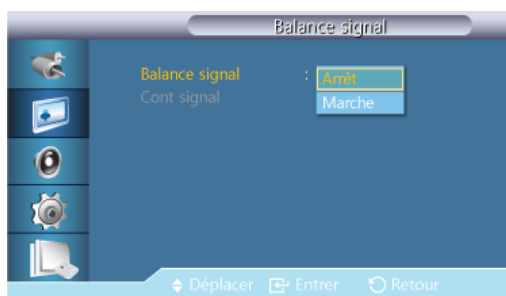 Balance signal
Balance signal : Arrêt
Cont signal Marche
Déplacer Entrer Retour